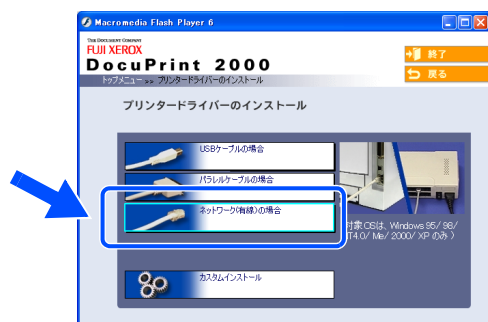 Macromedia Flash Player 6
THE DOCUMENT COMPANY
FUJI XEROX
DocuPrint 2000
終了
戻る
トップメニュー >> プリンタードライバーのインストール
プリンタードライバーのインストール
USBケーブルの場合
パラレルケーブルの場合
ネットワーク(有線)の場合
対象OSは、Windows 95/ 98/
NT4.0/ Me/ 2000/ XP のみ )
カスタムインストール